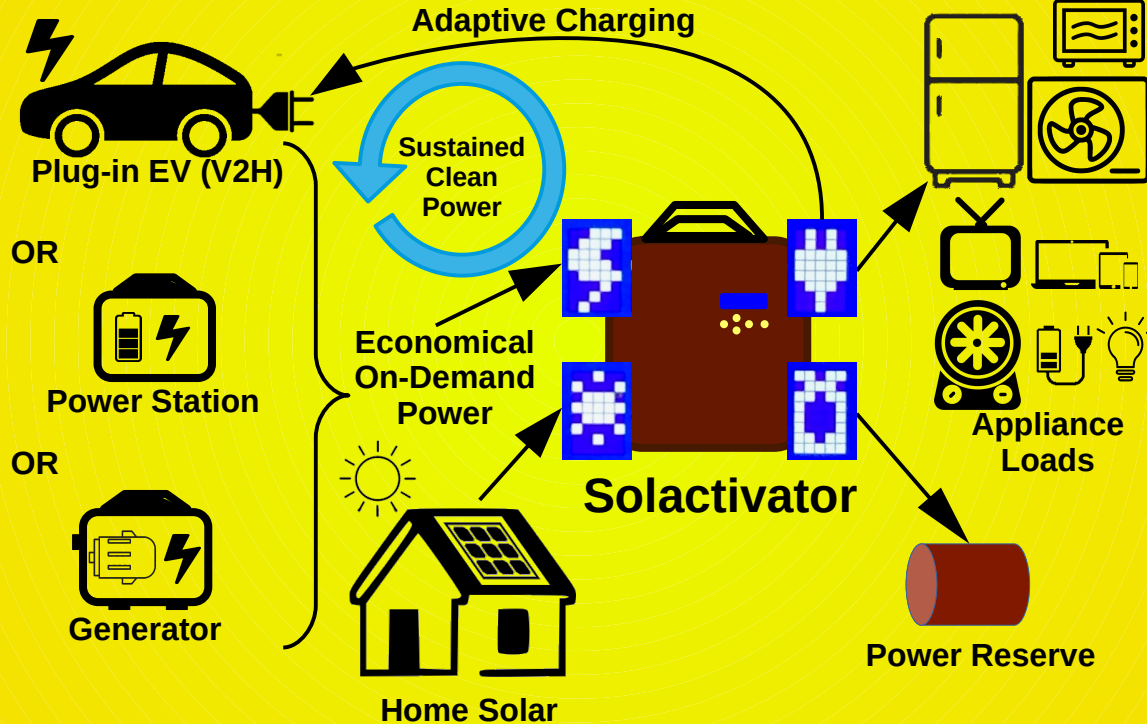 Adaptive Charging
Sustained
Clean
Power
Plug-in EV (V2H)
OR
Power Station
OR
Generator
Economical
On-Demand
Power
Home Solar
Solactivator
Appliance
Loads
Power Reserve